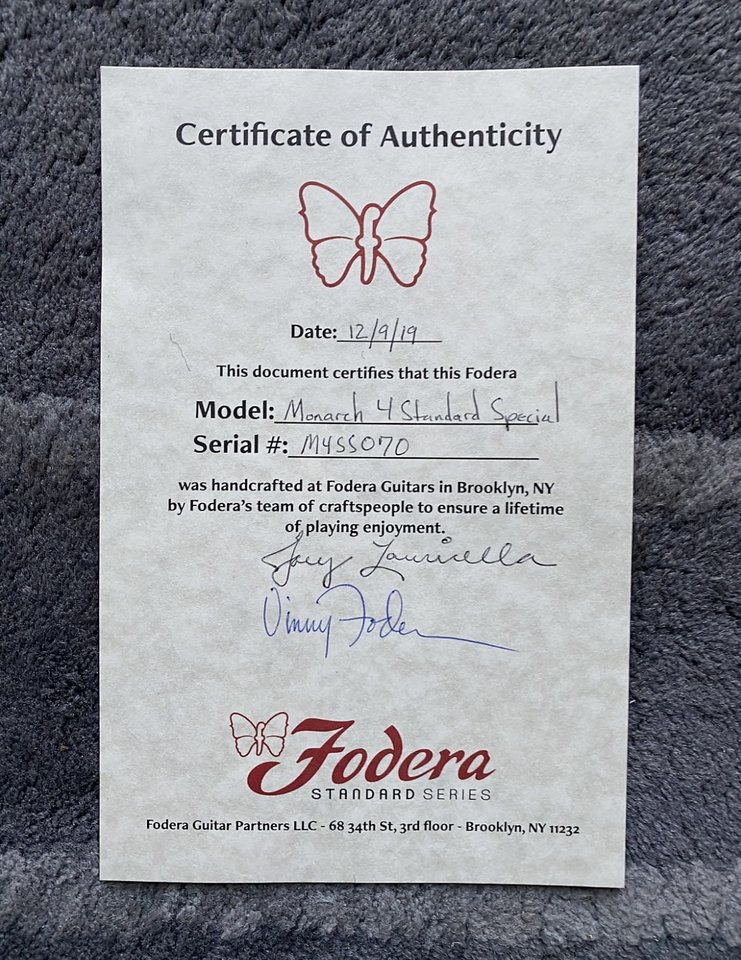 Certificate of Authenticity
Date: 12/9/19
This document certifies that this Fodera
Model: Monarch 4 Standard Special
Serial #: M4SS070
was handcrafted at Fodera Guitars in Brooklyn, NY
by Fodera's team of craftspeople to ensure a lifetime
of playing enjoyment.
Joey Lauricella
Vinny Fodera
Fodera
STANDARD SERIES
Fodera Guitar Partners LLC - 68 34th St, 3rd floor - Brooklyn, NY 11232